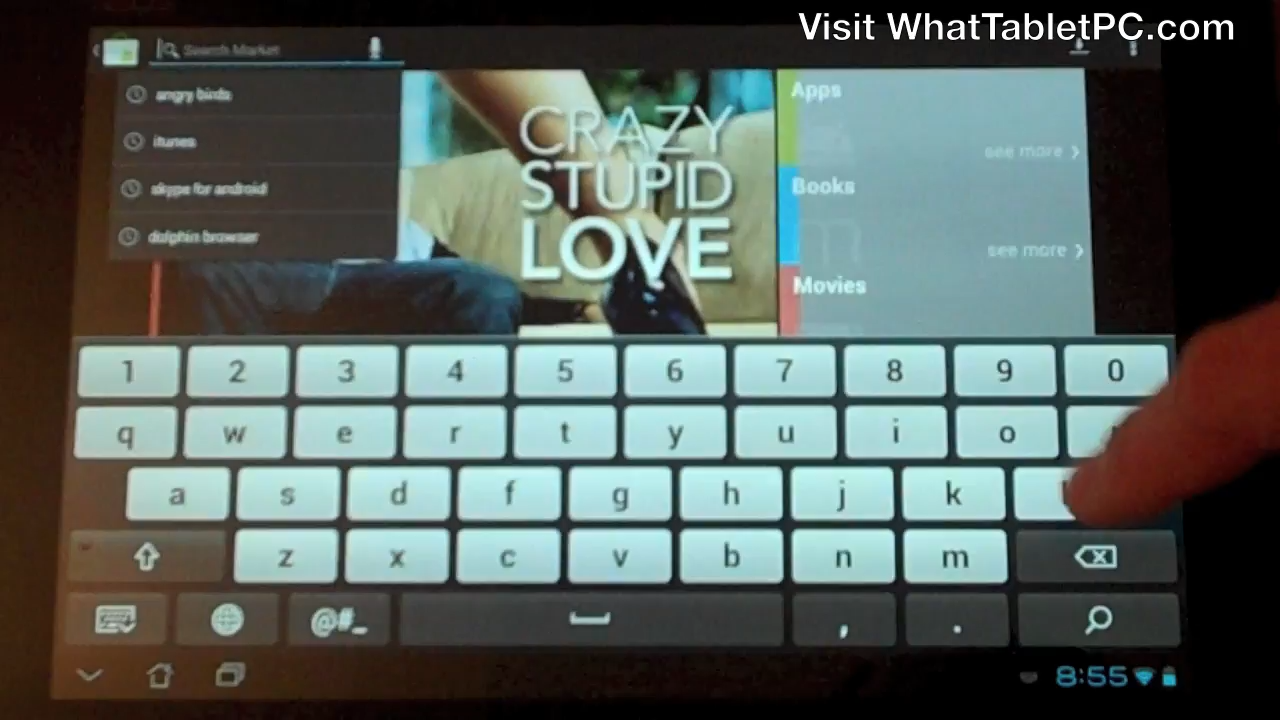 Visit WhatTabletPC.com
Search Market
angry birds
itunes
skype for android
dolphin browser
CRAZY
STUPID
LOVE
Apps
see more
Books
see more
Movies
1 2 3 4 5 6 7 8 9 0
q w e r t y u i o
a s d f g h j k
z x c v b n m
@#_ , .
8:55